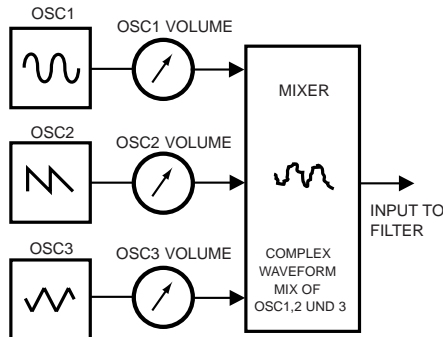 OSC1
OSC1 VOLUME
OSC2
OSC2 VOLUME
OSC3
OSC3 VOLUME
MIXER
COMPLEX
WAVEFORM
MIX OF
OSC1,2 UND 3
INPUT TO
FILTER